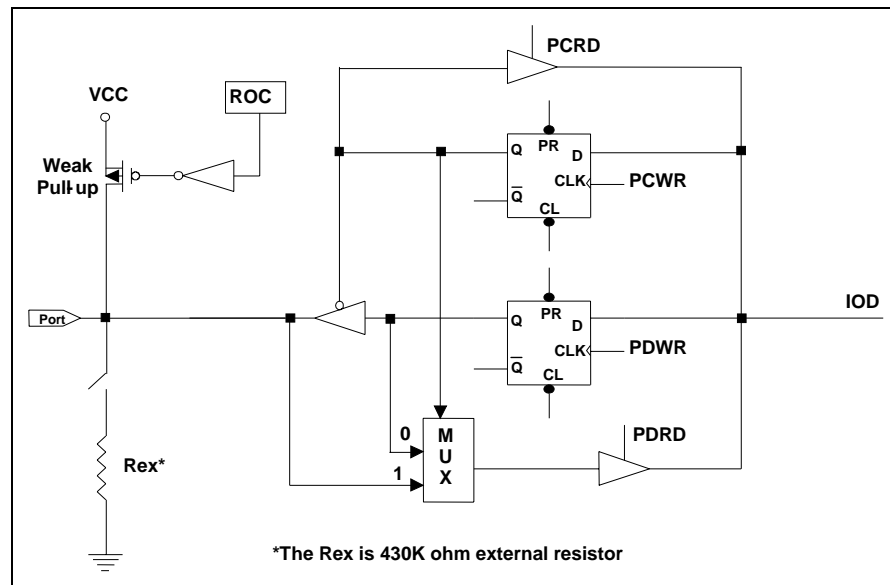 PCRD
VCC
ROC
Weak
Pull-up
Q
PR
D
CLK
PCWR
Q
CL
Port
IOD
Q
PR
D
CLK
PDWR
Q
CL
0
M
U
X
1
PDRD
Rex*
*The Rex is 430K ohm external resistor